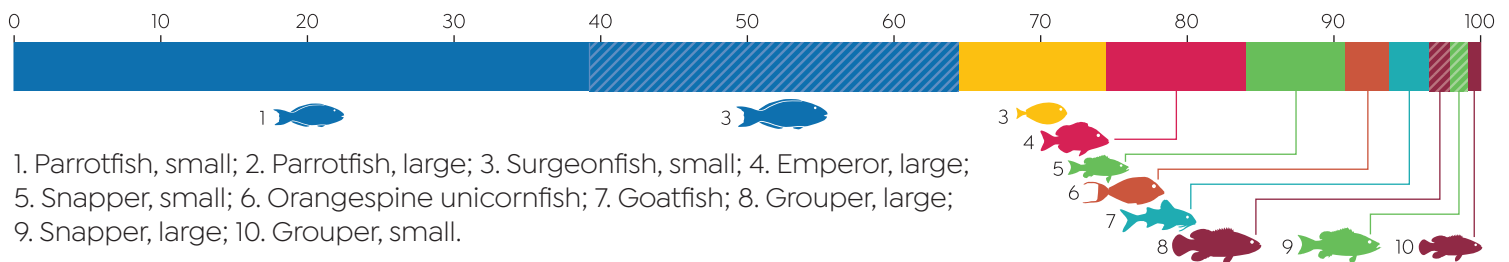 0 10 20 30 40 50 60 70 80 90 100
1 3 3
4
5
6
7
8 9 10
1. Parrotfish, small; 2. Parrotfish, large; 3. Surgeonfish, small; 4. Emperor, large;
5. Snapper, small; 6. Orangespine unicornfish; 7. Goatfish; 8. Grouper, large;
9. Snapper, large; 10. Grouper, small.